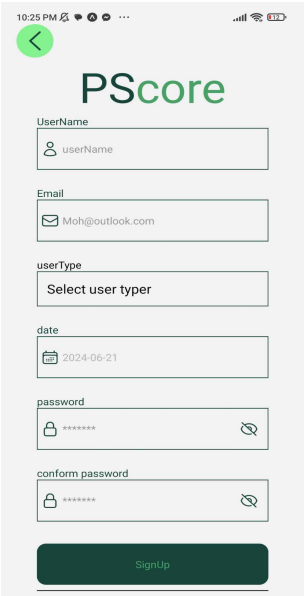 10:25 PM
12
PScore
UserName
userName
Email
Moh@outlook.com
userType
Select user typer
date
2024-06-21
password
*******
conform password
*******
SignUp